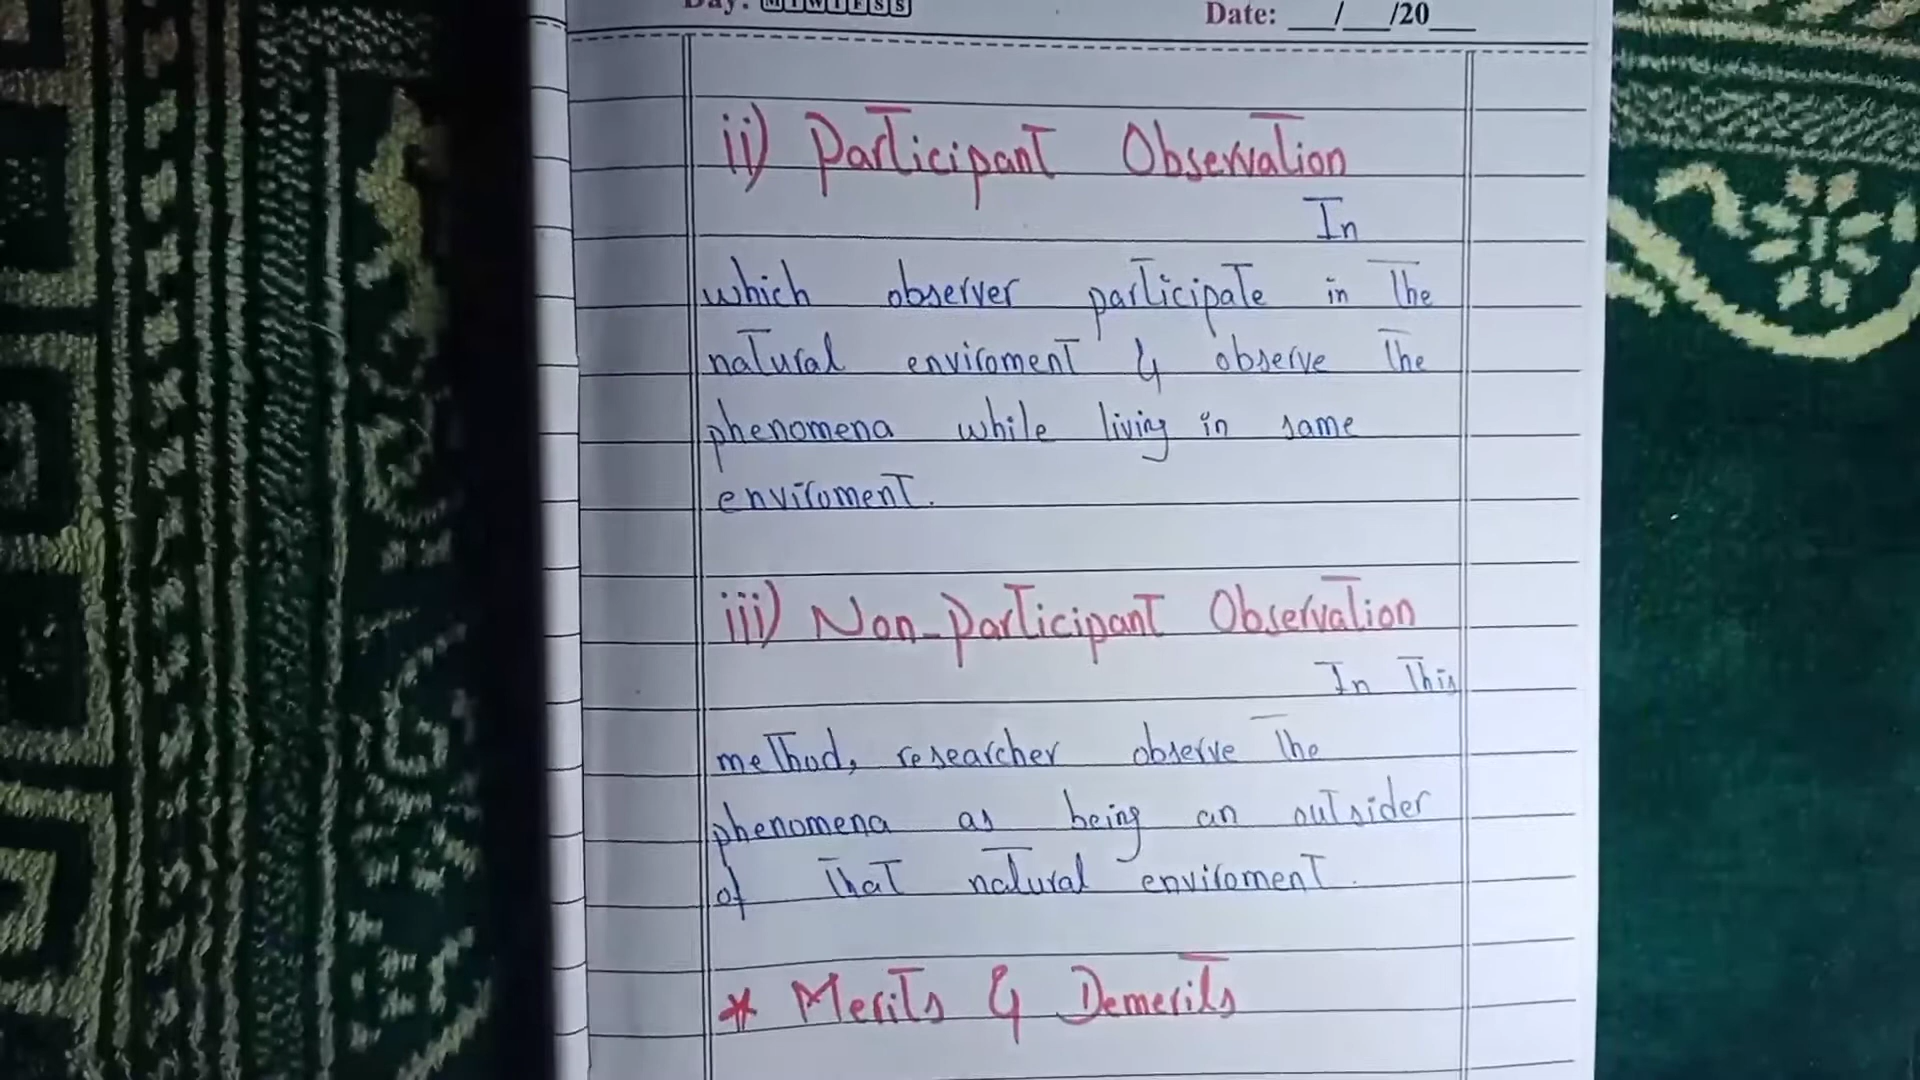 Day: M T W T F S S
Date: __/__/20__
ii) Participant Observation
In
which observer participate in the
natural enviroment & observe the
phenomena while living in same
enviroment.
iii) Non-participant Observation
In this
method, researcher observe the
phenomena as being an outsider
of that natural enviroment.
* Merits & Demerits